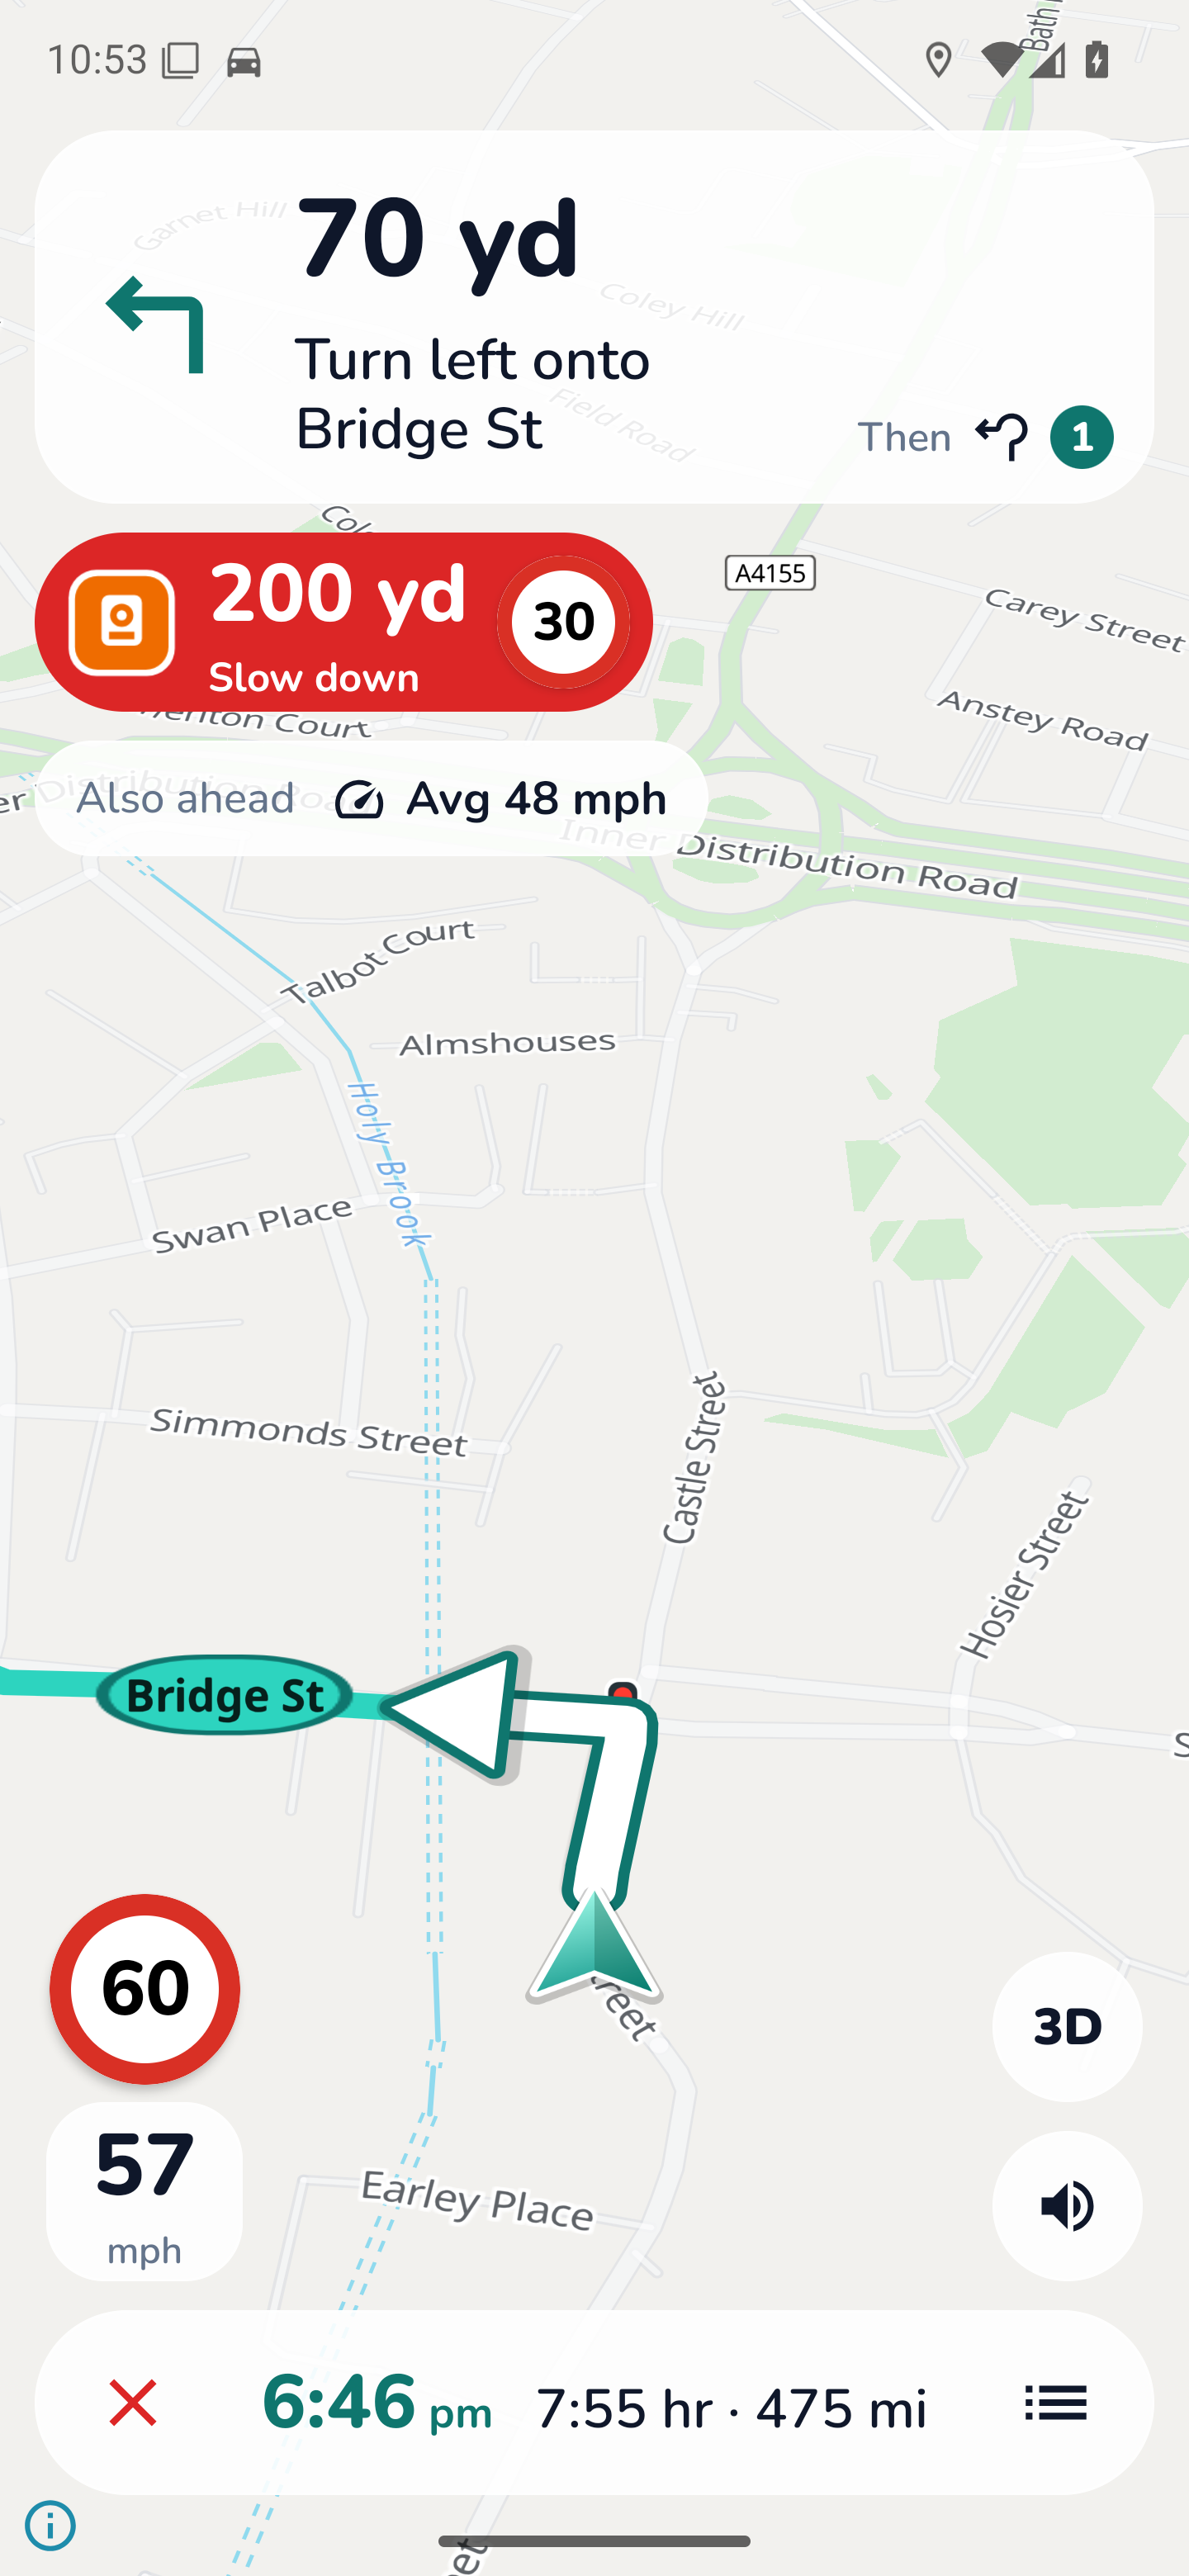 10:53
Bath
70 yd
Garnet Hill
Coley Hill
Turn left onto
Bridge St
Field Road
Then
1
200 yd
30
Slow down
A4155
Carey Street
Anstey Road
Court
Also ahead
Avg 48 mph
Inner Distribution Road
Talbot Court
Almshouses
Holy Brook
Swan Place
Simmonds Street
Castle Street
Hosier Street
Bridge St
60
57
mph
3D
Earley Place
6:46 pm
7:55 hr · 475 mi